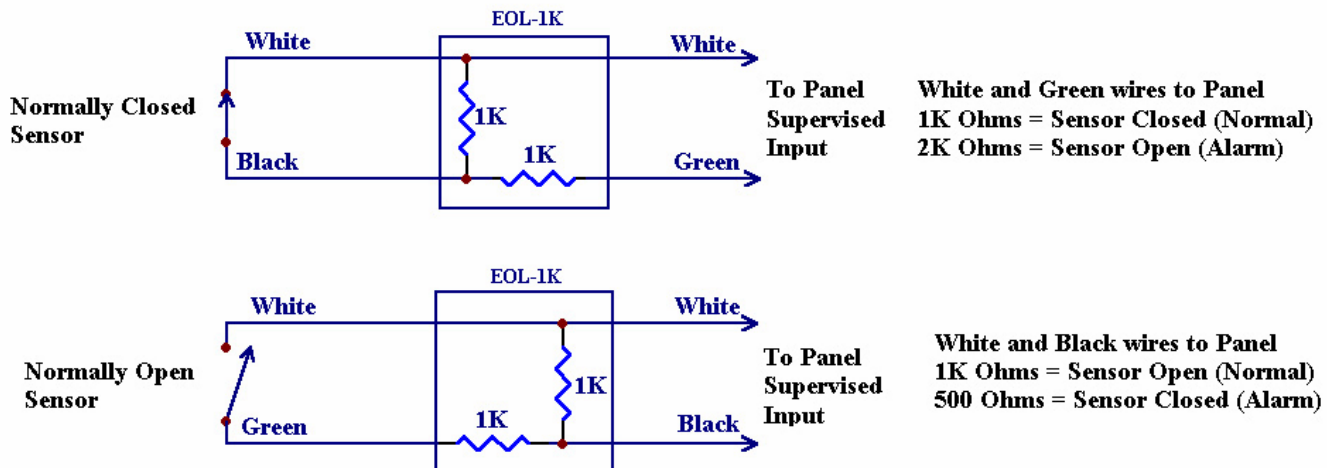 EOL-1K
White
White
Normally Closed
Sensor
1K
1K
Black
Green
To Panel
Supervised
Input
White and Green wires to Panel
1K Ohms = Sensor Closed (Normal)
2K Ohms = Sensor Open (Alarm)
EOL-1K
White
White
Normally Open
Sensor
1K
1K
Green
Black
To Panel
Supervised
Input
White and Black wires to Panel
1K Ohms = Sensor Open (Normal)
500 Ohms = Sensor Closed (Alarm)